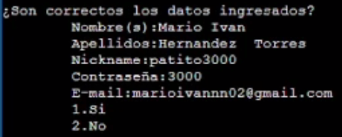 ¿Son correctos los datos ingresados?
Nombre(s):Mario Ivan
Apellidos:Hernandez  Torres
Nickname:patito3000
Contraseña:3000
E-mail:marioivannn02@gmail.com
1.Si
2.No